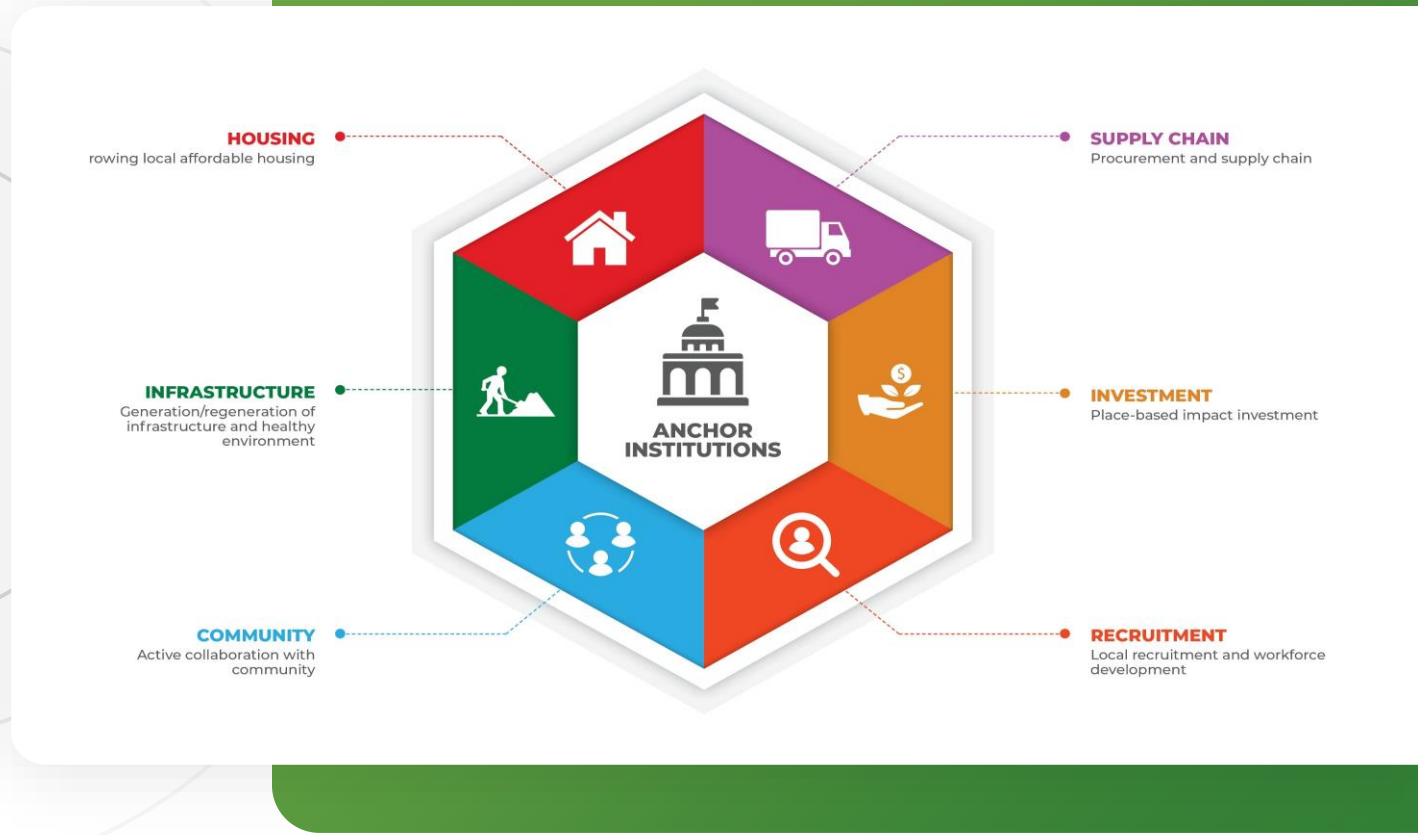 HOUSING
rowing local affordable housing
SUPPLY CHAIN
Procurement and supply chain
INFRASTRUCTURE
Generation/regeneration of
infrastructure and healthy
environment
ANCHOR
INSTITUTIONS
$
INVESTMENT
Place-based impact investment
COMMUNITY
Active collaboration with
community
RECRUITMENT
Local recruitment and workforce
development